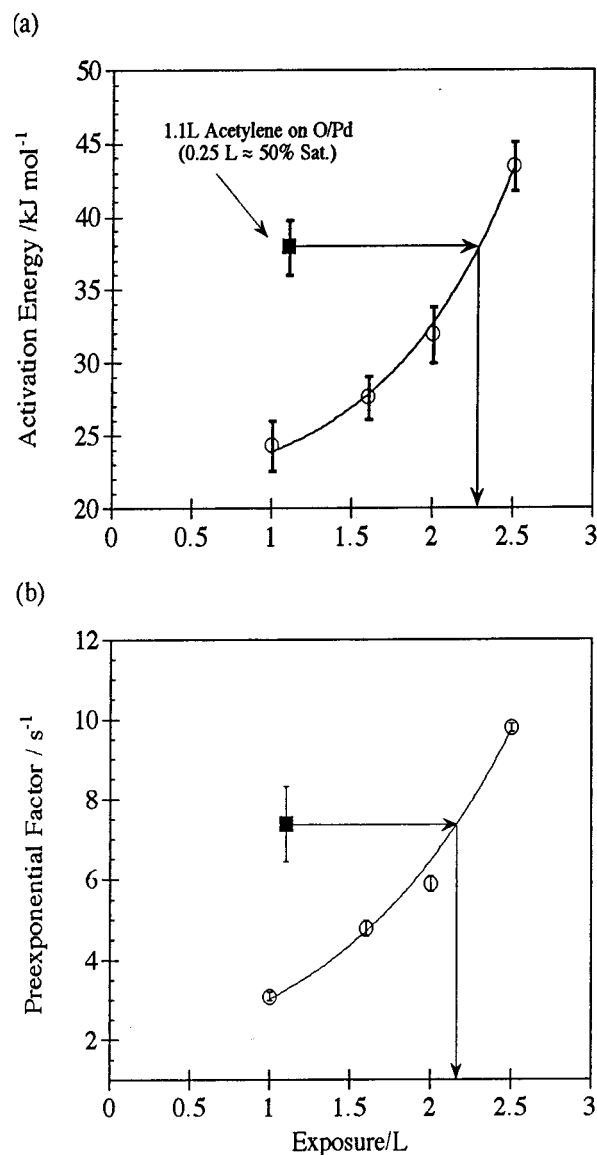 (a)
50
45
40
35
30
25
20
Activation Energy /kJ mol⁻¹
1.1L Acetylene on O/Pd
(0.25 L ≈ 50% Sat.)
0 0.5 1 1.5 2 2.5 3
(b)
12
10
8
6
4
2
Preexponential Factor / s⁻¹
0 0.5 1 1.5 2 2.5 3
Exposure/L